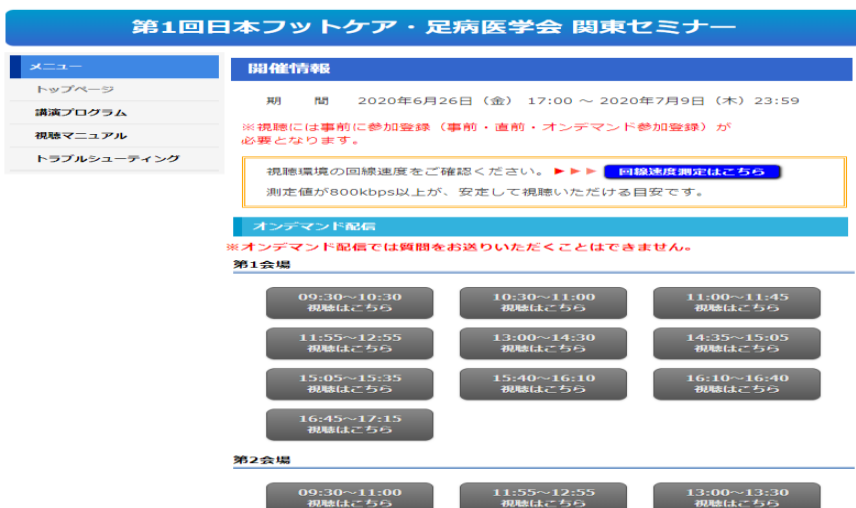 第1回日本フットケア・足病医学会 関東セミナー
メニュー
トップページ
講演プログラム
視聴マニュアル
トラブルシューティング
開催情報
期 間 2020年6月26日（金） 17:00 ～ 2020年7月9日（木） 23:59
※視聴には事前に参加登録（事前・直前・オンデマンド参加登録）が
必要となります。
視聴環境の回線速度をご確認ください。►►► 回線速度測定はこちら
測定値が800kbps以上が、安定して視聴いただける目安です。
オンデマンド配信
※オンデマンド配信では質問をお送りいただくことはできません。
第1会場
09:30～10:30 10:30～11:00 11:00～11:45
視聴はこちら 視聴はこちら 視聴はこちら
11:55～12:55 13:00～14:30 14:35～15:05
視聴はこちら 視聴はこちら 視聴はこちら
15:05～15:35 15:40～16:10 16:10～16:40
視聴はこちら 視聴はこちら 視聴はこちら
16:45～17:15
視聴はこちら
第2会場
09:30～11:00 11:55～12:55 13:00～13:30
視聴はこちら 視聴はこちら 視聴はこちら